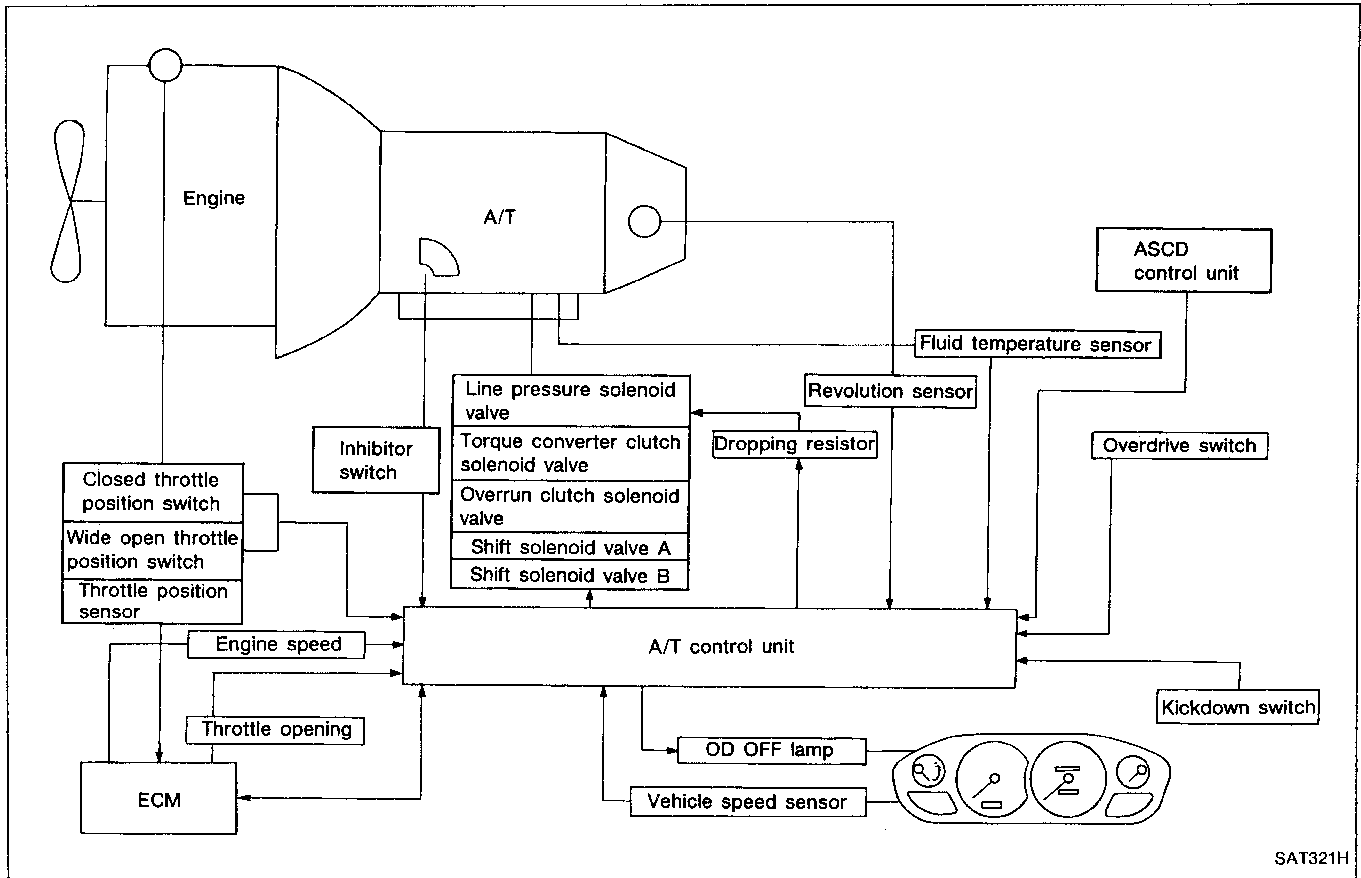 Engine
A/T
ASCD
control unit
Fluid temperature sensor
Line pressure solenoid
valve
Revolution sensor
Inhibitor
switch
Torque converter clutch
solenoid valve
Dropping resistor
Overdrive switch
Closed throttle
position switch
Overrun clutch solenoid
valve
Wide open throttle
position switch
Shift solenoid valve A
Shift solenoid valve B
Throttle position
sensor
Engine speed
A/T control unit
Throttle opening
Kickdown switch
OD OFF lamp
ECM
Vehicle speed sensor
SAT321H